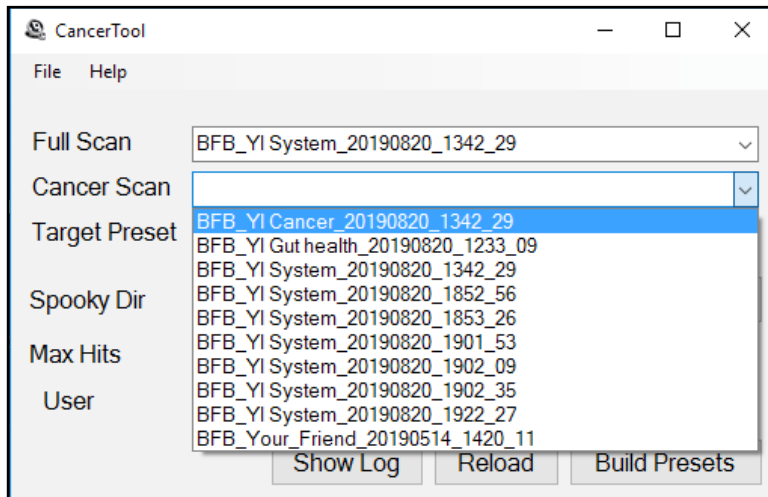 CancerTool
File Help
Full Scan BFB_YI System_20190820_1342_29
Cancer Scan
BFB_YI Cancer_20190820_1342_29
Target Preset
BFB_YI Gut health_20190820_1233_09
BFB_YI System_20190820_1342_29
BFB_YI System_20190820_1852_56
Spooky Dir
BFB_YI System_20190820_1853_26
BFB_YI System_20190820_1901_53
Max Hits
BFB_YI System_20190820_1902_09
BFB_YI System_20190820_1902_35
User
BFB_YI System_20190820_1922_27
BFB_Your_Friend_20190514_1420_11
Show Log Reload Build Presets